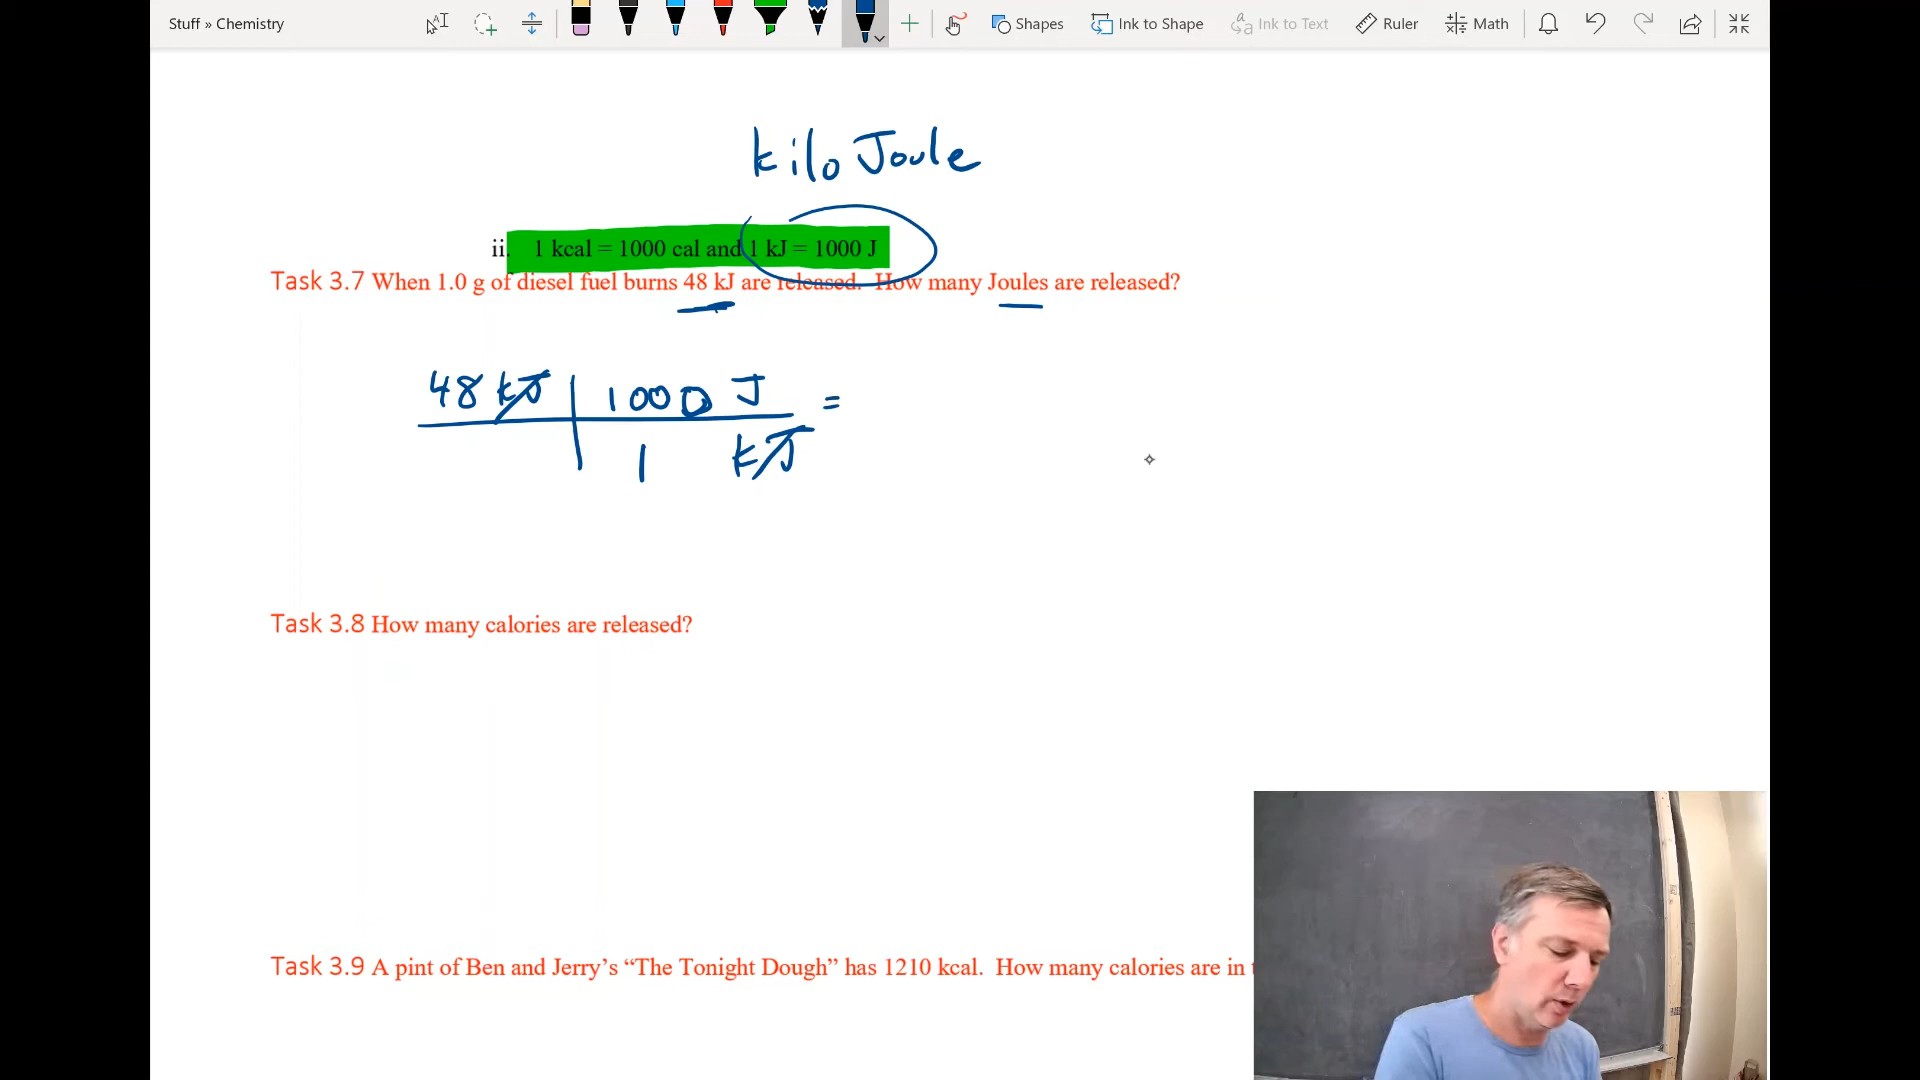 Stuff » Chemistry
Shapes
Ink to Shape
Ink to Text
Ruler
Math
kilo Joule
ii. 1 kcal = 1000 cal and 1 kJ = 1000 J
Task 3.7 When 1.0 g of diesel fuel burns 48 kJ are released. How many Joules are released?
48 kJ | 1000 J =
1 kJ
Task 3.8 How many calories are released?
Task 3.9 A pint of Ben and Jerry’s “The Tonight Dough” has 1210 kcal. How many calories are in